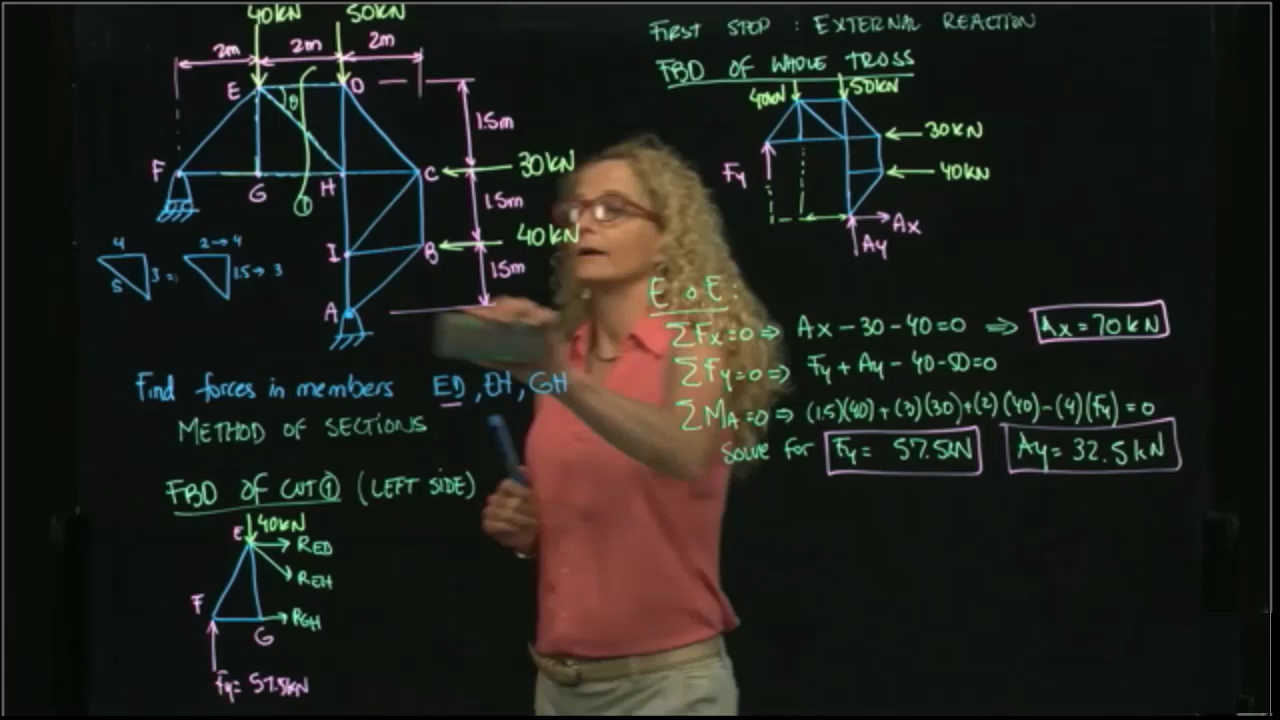 40kN 50kN
2m 2m 2m
E D
θ
1.5m
F G H C 30kN
①
1.5m
I B 40kN
1.5m
A
4
5 3 =
2→4
1.5→3
Find forces in members ED, EH, GH
METHOD OF SECTIONS
FBD OF CUT ① (LEFT SIDE)
40kN
E RED
REH
F G RGH
Fy = 57.5kN
FIRST STEP : EXTERNAL REACTION
FBD OF WHOLE TRUSS
40kN 50kN
30kN
Fy 40kN
Ax
Ay
E o E:
ΣFx=0 ⇒ Ax - 30 - 40 = 0 ⇒ Ax = 70kN
ΣFy=0 ⇒ Fy + Ay - 40 - 50 = 0
ΣMA=0 ⇒ (1.5)(40) + (3)(30) + (2)(40) - (4)(Fy) = 0
Solve for Fy = 57.5kN Ay = 32.5kN